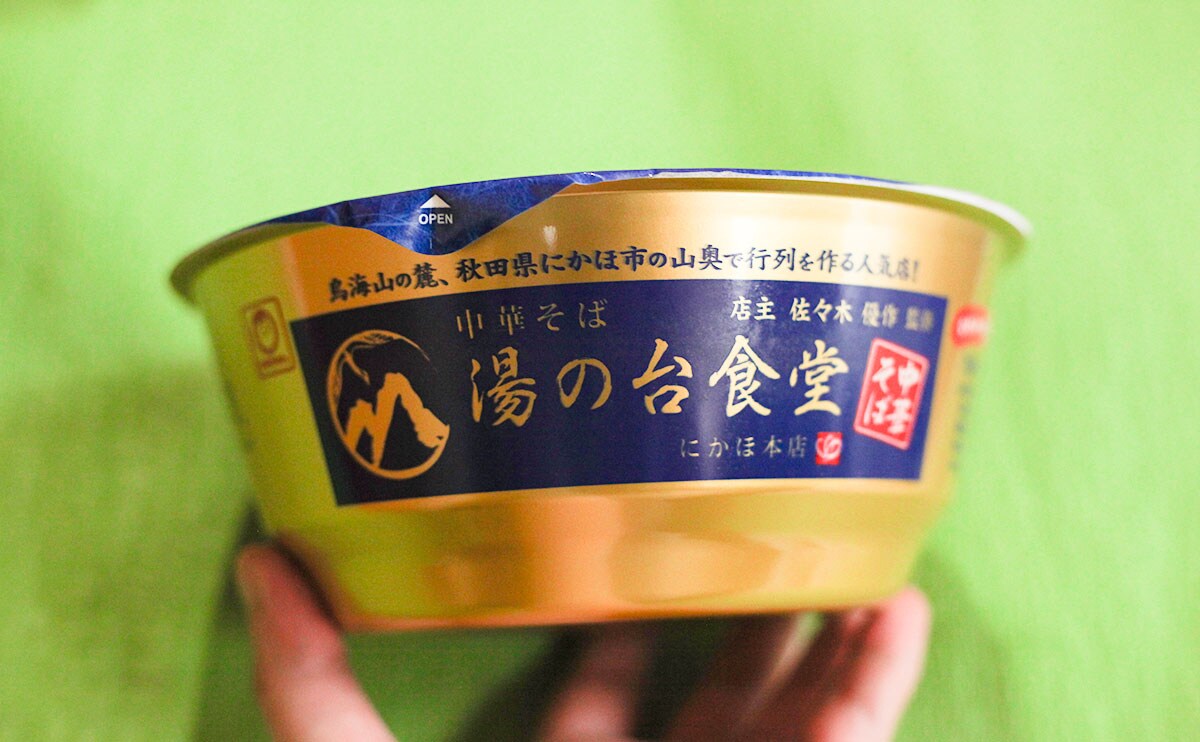 OPEN
鳥海山の麓、秋田県にかほ市の山奥で行列を作る人気店!
中華そば
店主 佐々木 優作 監修
湯の台食堂
中華そば
にかほ本店